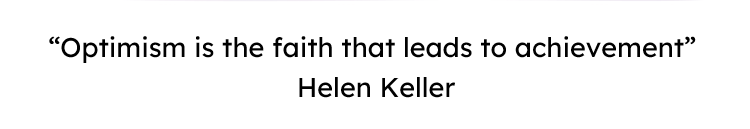 “Optimism is the faith that leads to achievement”
Helen Keller